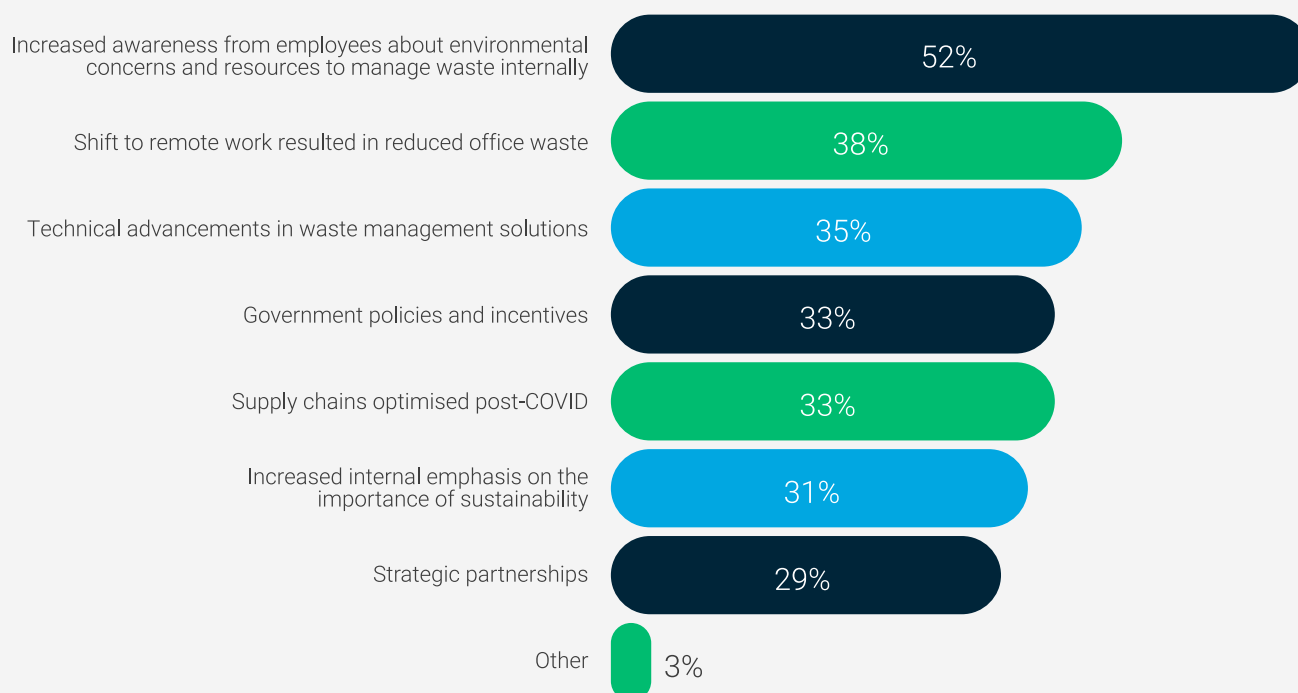 Increased awareness from employees about environmental
concerns and resources to manage waste internally
52%
Shift to remote work resulted in reduced office waste
38%
Technical advancements in waste management solutions
35%
Government policies and incentives
33%
Supply chains optimised post-COVID
33%
Increased internal emphasis on the
importance of sustainability
31%
Strategic partnerships
29%
Other
3%